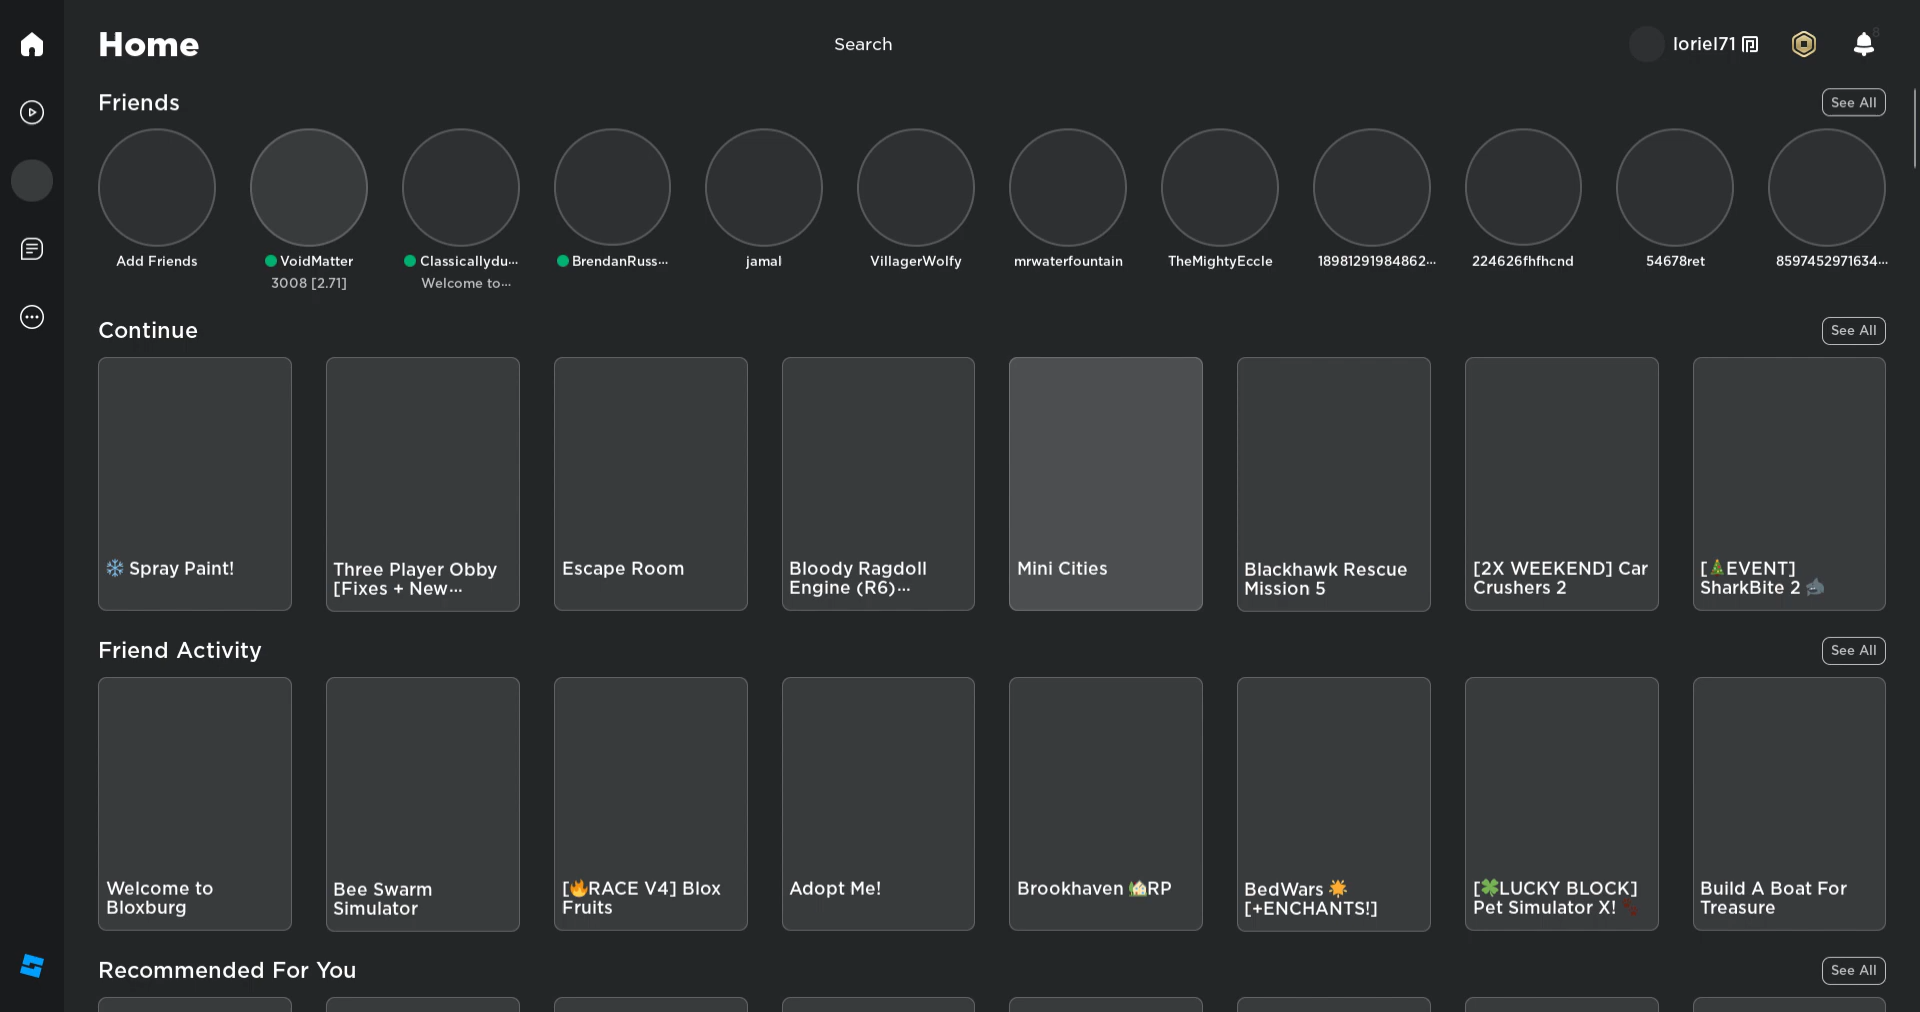 Home
Search
loriel71
8
Friends
See All
Add Friends
VoidMatter
Classicallydu...
BrendanRuss...
jamal
VillagerWolfy
mrwaterfountain
TheMightyEccle
18981291984862...
224626fhfhcnd
54678ret
8597452971634...
3008 [2.71]
Welcome to...
Continue
See All
❄️ Spray Paint!
Three Player Obby
[Fixes + New...
Escape Room
Bloody Ragdoll
Engine (R6)...
Mini Cities
Blackhawk Rescue
Mission 5
[2X WEEKEND] Car
Crushers 2
[🎄EVENT]
SharkBite 2 🦈
Friend Activity
See All
Welcome to
Bloxburg
Bee Swarm
Simulator
[🔥RACE V4] Blox
Fruits
Adopt Me!
Brookhaven 🏡RP
BedWars ☀️
[+ENCHANTS!]
[🍀LUCKY BLOCK]
Pet Simulator X! 🐾
Build A Boat For
Treasure
Recommended For You
See All